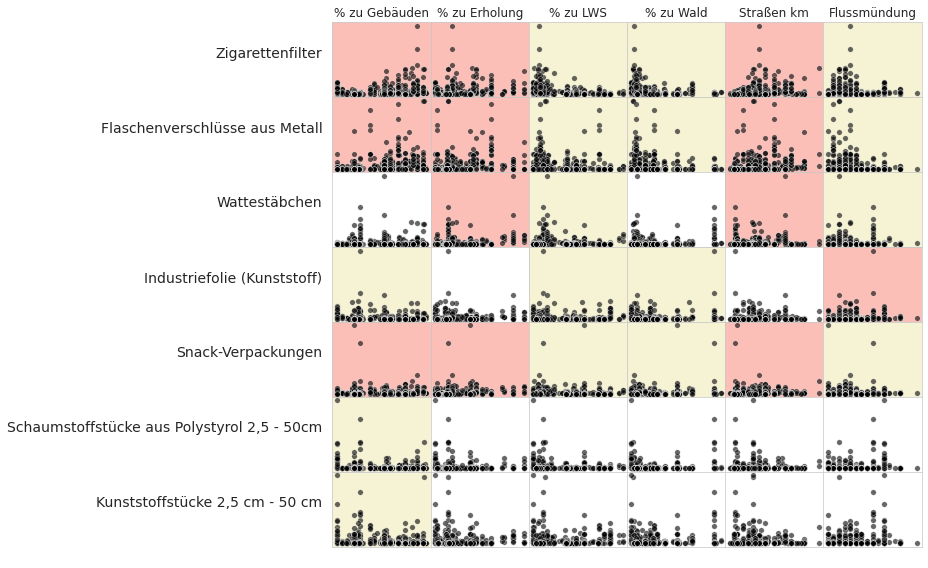 % zu Gebäuden % zu Erholung % zu LWS % zu Wald Straßen km Flussmündung
Zigarettenfilter
Flaschenverschlüsse aus Metall
Wattestäbchen
Industriefolie (Kunststoff)
Snack-Verpackungen
Schaumstoffstücke aus Polystyrol 2,5 - 50cm
Kunststoffstücke 2,5 cm - 50 cm